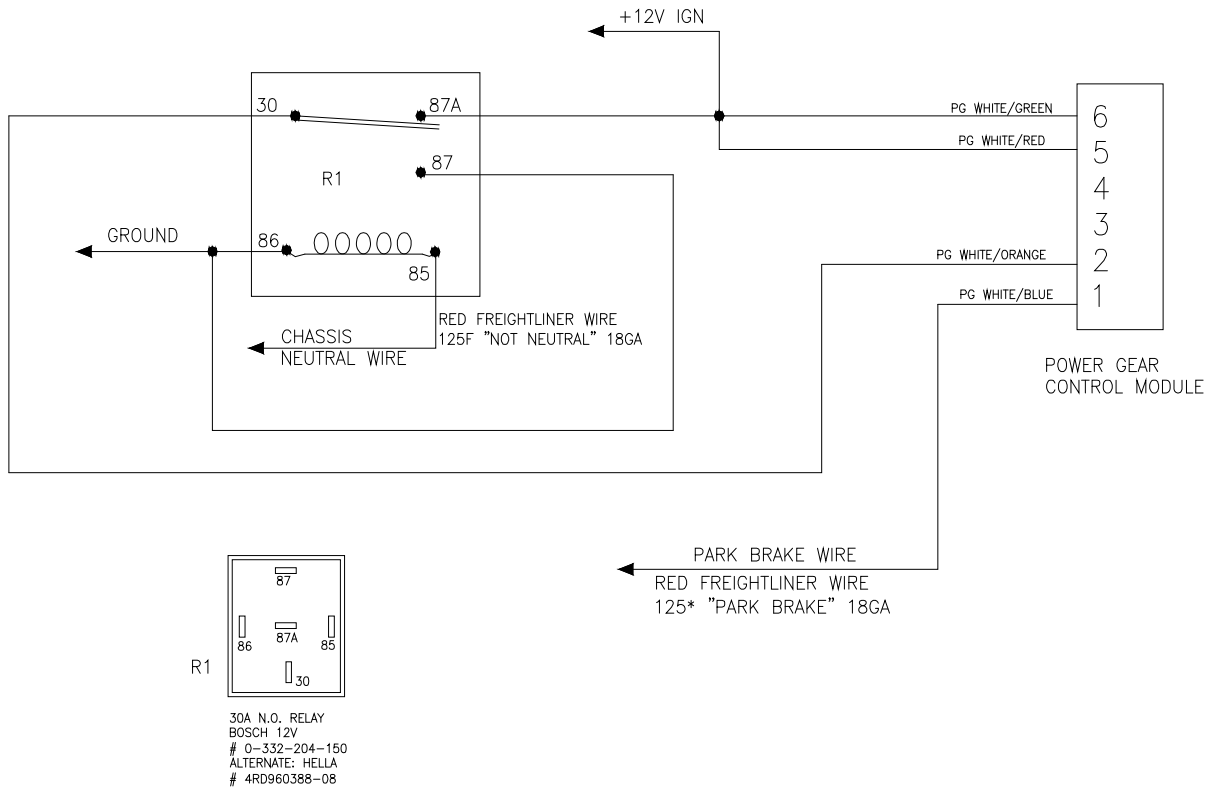 +12V IGN
30
87A
PG WHITE/GREEN
6
PG WHITE/RED
5
87
R1
4
3
GROUND
86
85
PG WHITE/ORANGE
2
PG WHITE/BLUE
1
RED FREIGHTLINER WIRE
125F "NOT NEUTRAL" 18GA
CHASSIS
NEUTRAL WIRE
POWER GEAR
CONTROL MODULE
PARK BRAKE WIRE
RED FREIGHTLINER WIRE
125* "PARK BRAKE" 18GA
87
86
87A
85
R1
30
30A N.O. RELAY
BOSCH 12V
# 0-332-204-150
ALTERNATE: HELLA
# 4RD960388-08